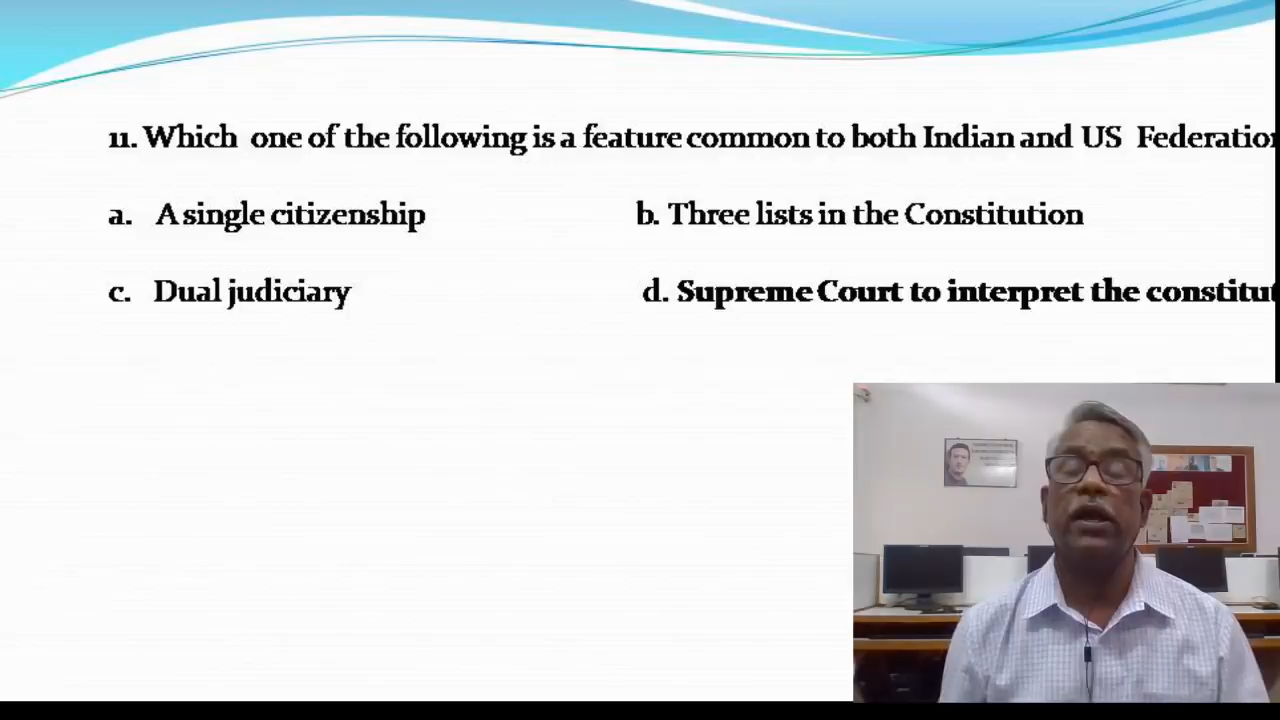 11. Which one of the following is a feature common to both Indian and US Federation
a. A single citizenship b. Three lists in the Constitution
c. Dual judiciary d. Supreme Court to interpret the constitut